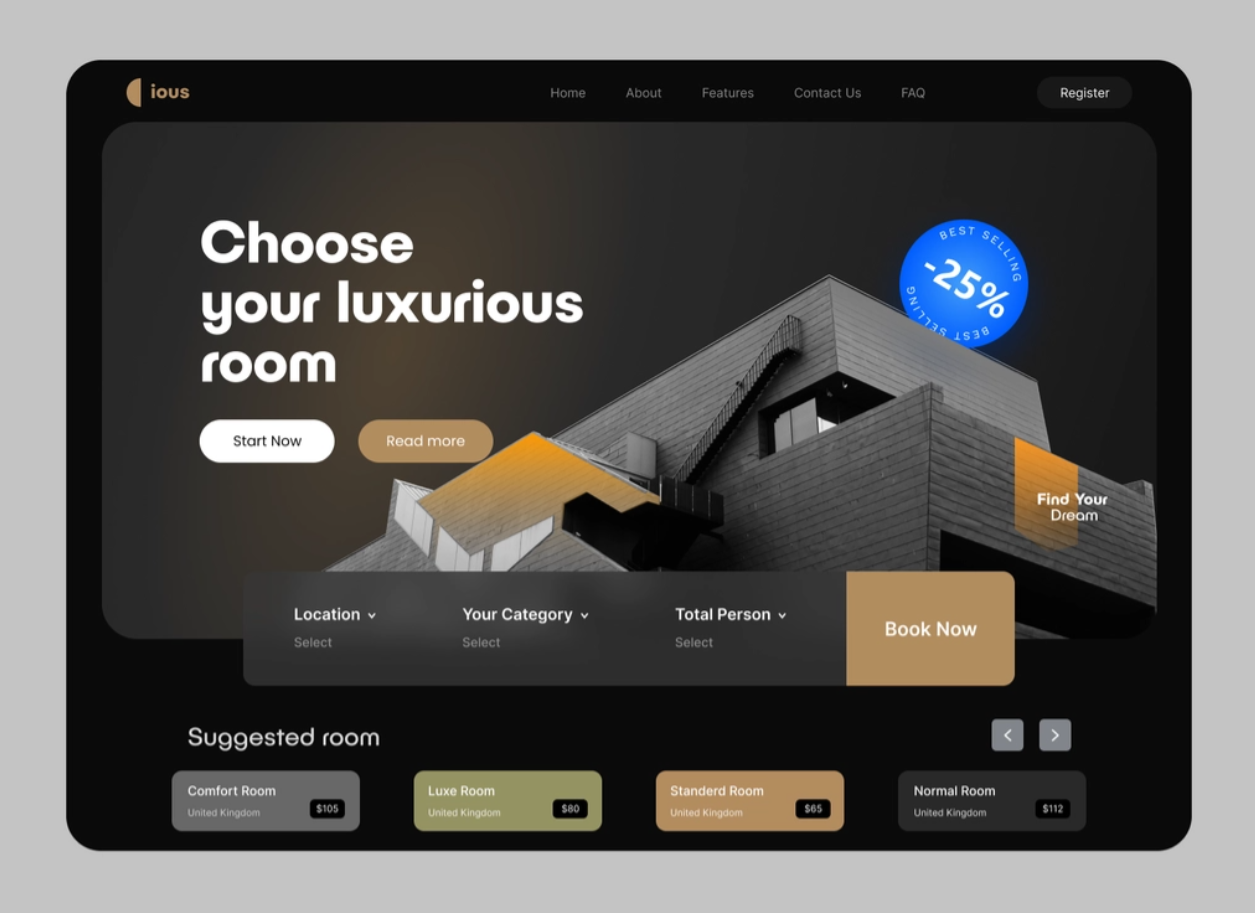 ious
Home About Features Contact Us FAQ
Register
Choose
your luxurious
room
Start Now
Read more
BEST SELLING
-25%
BEST SELLING
Find Your
Dream
Location
Select
Your Category
Select
Total Person
Select
Book Now
Suggested room
Comfort Room
United Kingdom
$105
Luxe Room
United Kingdom
$80
Standerd Room
United Kingdom
$65
Normal Room
United Kingdom
$112